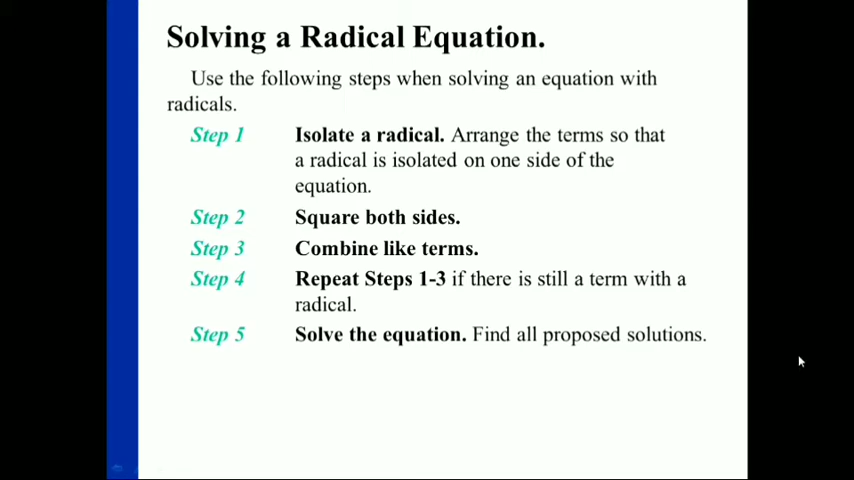 Solving a Radical Equation.
Use the following steps when solving an equation with
radicals.
Step 1 Isolate a radical. Arrange the terms so that
a radical is isolated on one side of the
equation.
Step 2 Square both sides.
Step 3 Combine like terms.
Step 4 Repeat Steps 1-3 if there is still a term with a
radical.
Step 5 Solve the equation. Find all proposed solutions.